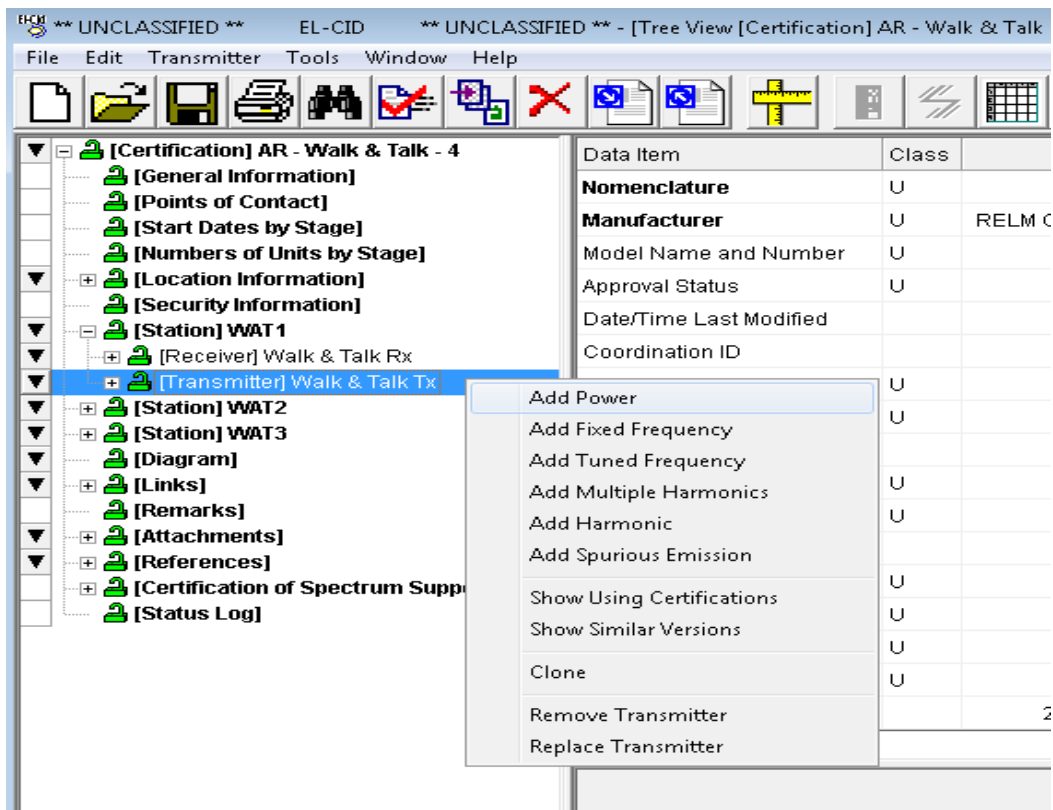 EL-CID ** UNCLASSIFIED ** EL-CID ** UNCLASSIFIED ** - [Tree View [Certification] AR - Walk & Talk
File Edit Transmitter Tools Window Help
[Certification] AR - Walk & Talk - 4
[General Information]
[Points of Contact]
[Start Dates by Stage]
[Numbers of Units by Stage]
[Location Information]
[Security Information]
[Station] WAT1
[Receiver] Walk & Talk Rx
[Transmitter] Walk & Talk Tx
[Station] WAT2
[Station] WAT3
[Diagram]
[Links]
[Remarks]
[Attachments]
[References]
[Certification of Spectrum Supp
[Status Log]
Add Power
Add Fixed Frequency
Add Tuned Frequency
Add Multiple Harmonics
Add Harmonic
Add Spurious Emission
Show Using Certifications
Show Similar Versions
Clone
Remove Transmitter
Replace Transmitter
Data Item Class
Nomenclature U
Manufacturer U RELM C
Model Name and Number U
Approval Status U
Date/Time Last Modified
Coordination ID
U
U
U
U
U
U
U
U
2